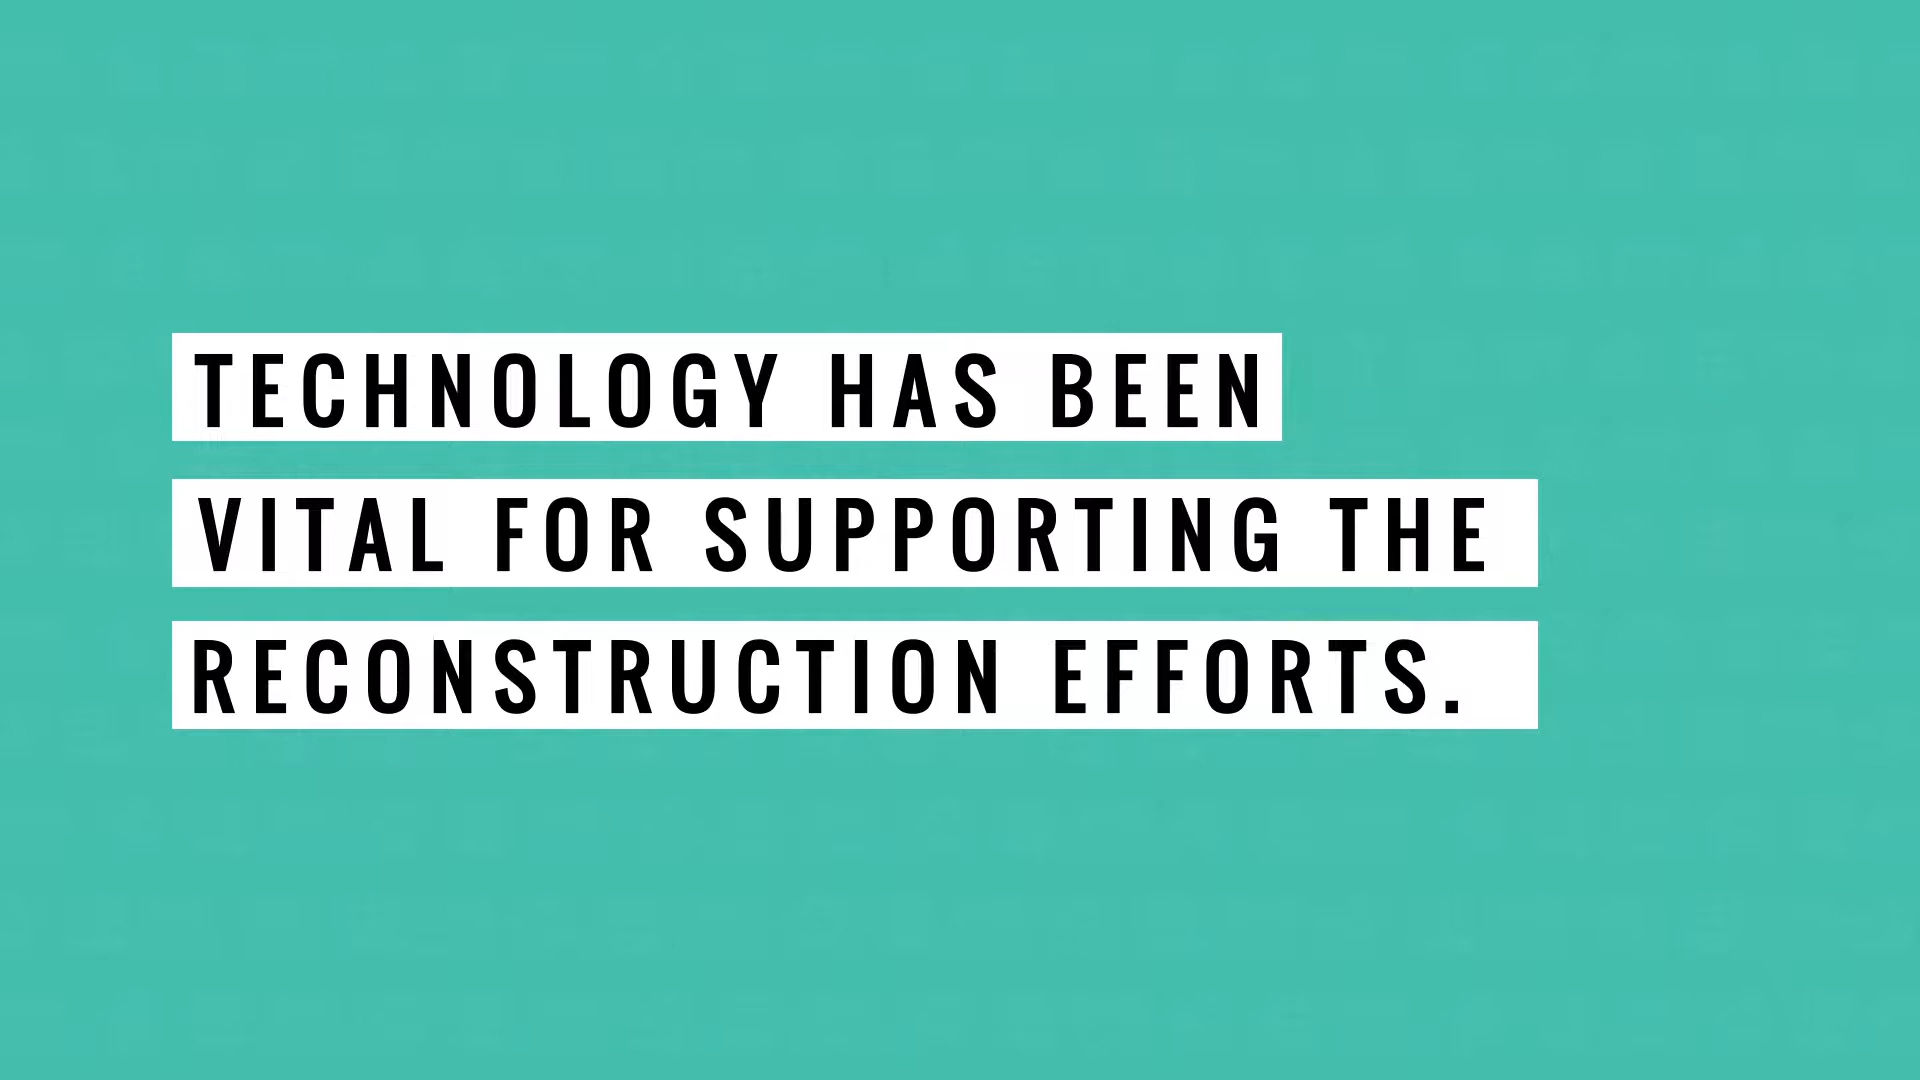 TECHNOLOGY HAS BEEN
VITAL FOR SUPPORTING THE
RECONSTRUCTION EFFORTS.